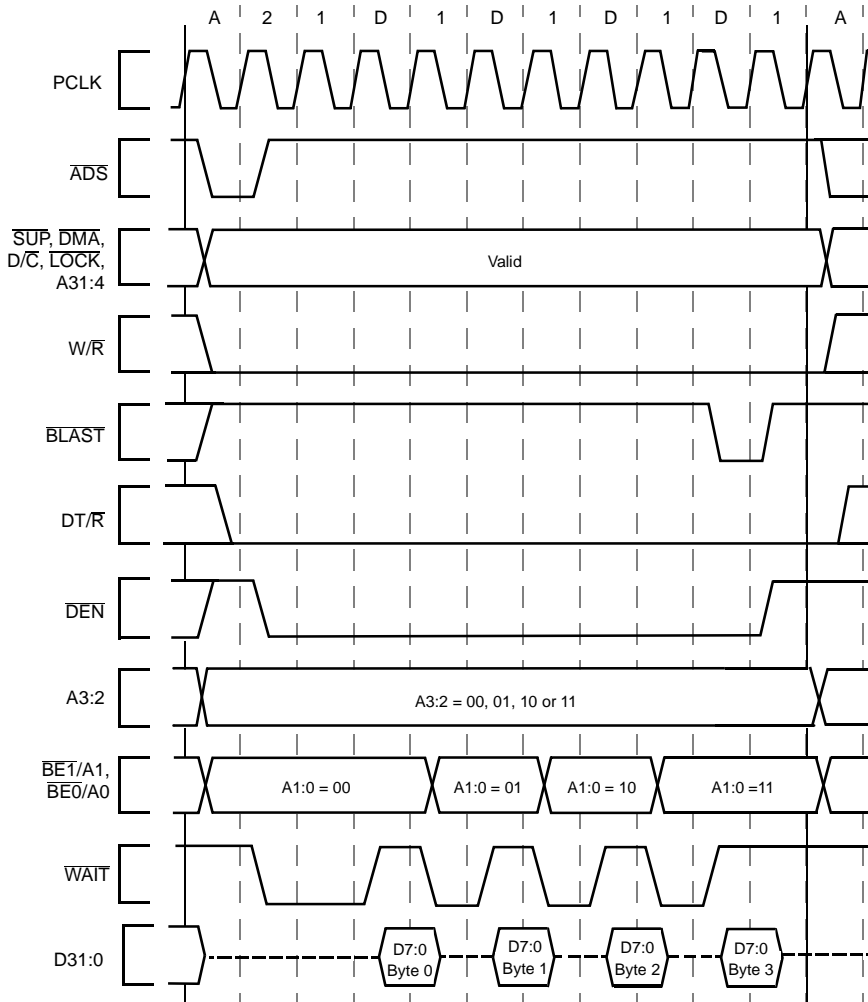 A 2 1 D 1 D 1 D 1 D 1 A
PCLK
ADS
SUP, DMA,
D/C, LOCK,
A31:4
Valid
W/R
BLAST
DT/R
DEN
A3:2
A3:2 = 00, 01, 10 or 11
BE1/A1,
BE0/A0
A1:0 = 00
A1:0 = 01
A1:0 = 10
A1:0 =11
WAIT
D31:0
D7:0
Byte 0
D7:0
Byte 1
D7:0
Byte 2
D7:0
Byte 3